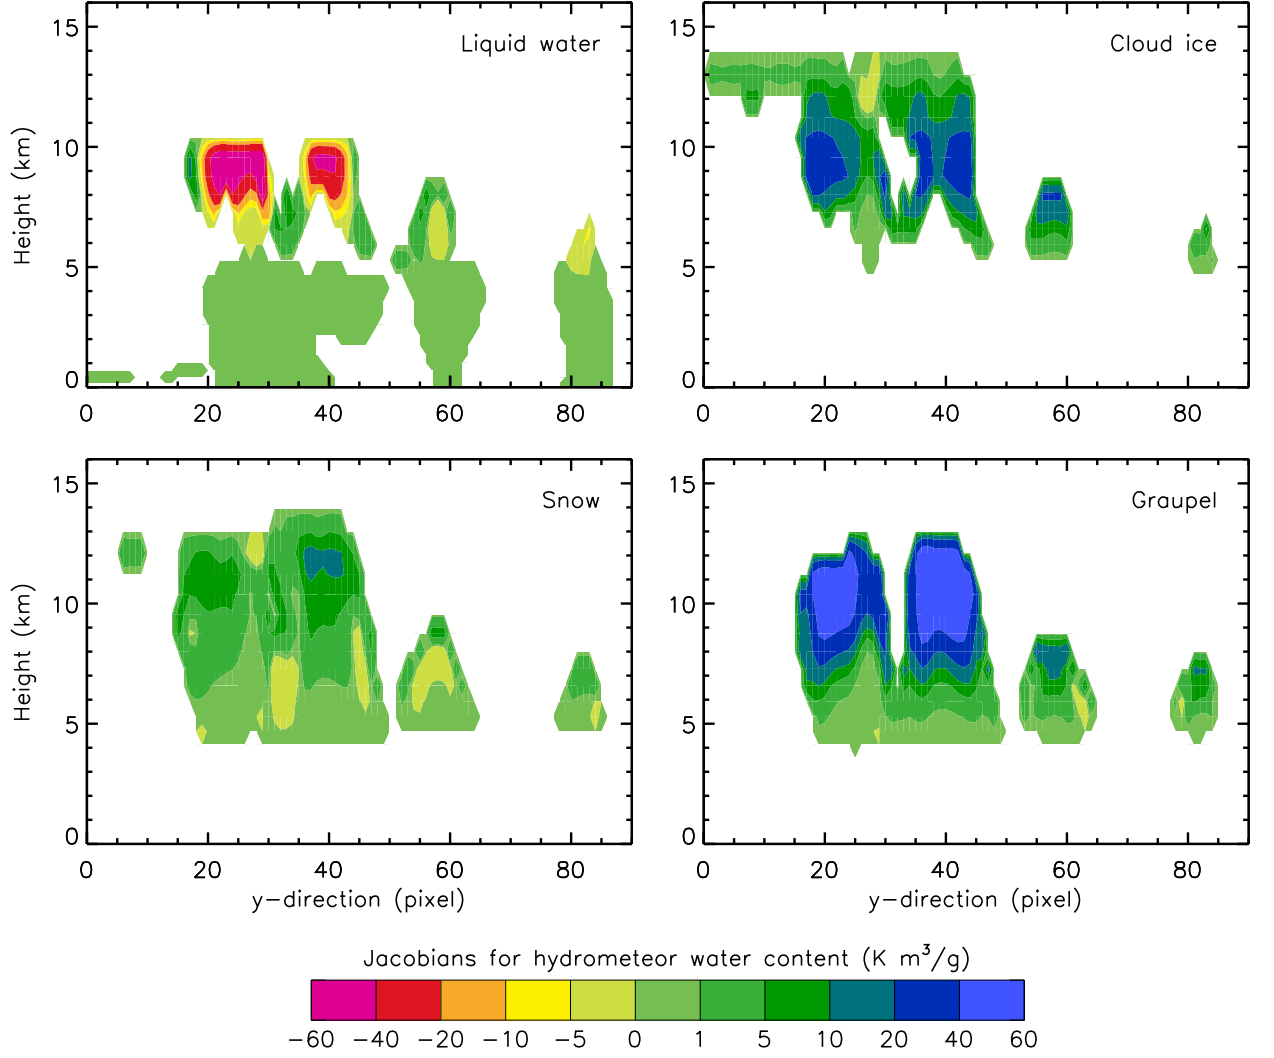 Liquid water
Height (km)
15
10
5
0
0 20 40 60 80
Cloud ice
15
10
5
0
0 20 40 60 80
Snow
Height (km)
15
10
5
0
0 20 40 60 80
y-direction (pixel)
Graupel
15
10
5
0
0 20 40 60 80
y-direction (pixel)
Jacobians for hydrometeor water content (K m³/g)
-60 -40 -20 -10 -5 0 1 5 10 20 40 60